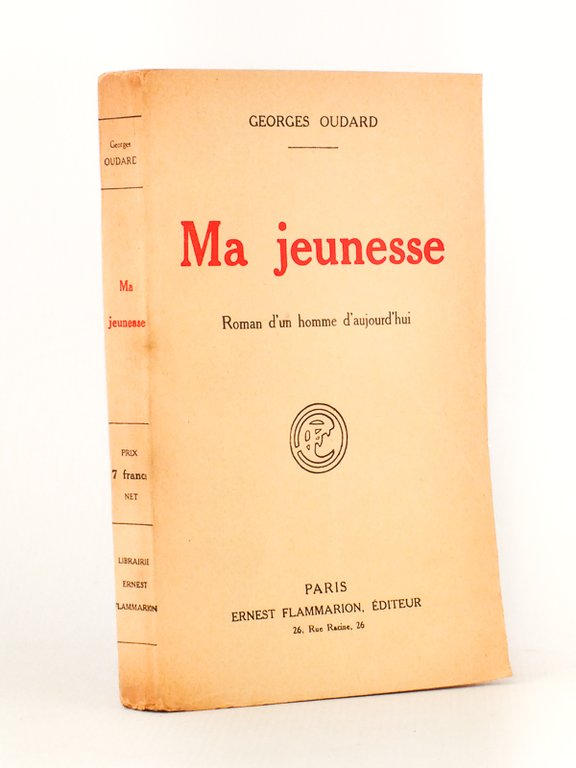 GEORGES OUDARD
Ma jeunesse
Roman d'un homme d'aujourd'hui
PARIS
ERNEST FLAMMARION, ÉDITEUR
26, Rue Racine, 26
Georges
OUDARD
Ma
jeunesse
PRIX
7 francs
NET
LIBRAIRIE
ERNEST
FLAMMARION